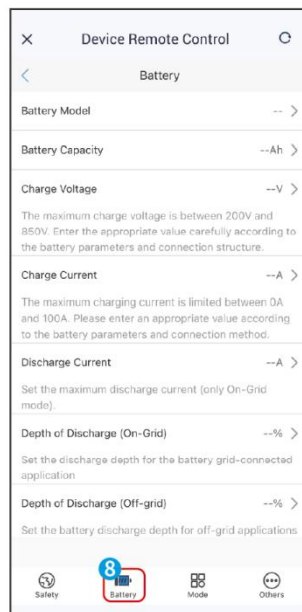 Device Remote Control
Battery
Battery Model -- >
Battery Capacity --Ah >
Charge Voltage --V >
The maximum charge voltage is between 200V and
850V. Enter the appropriate value carefully according to
the battery parameters and connection structure.
Charge Current --A >
The maximum charging current is limited between 0A
and 100A. Please enter an appropriate value according
to the battery parameters and connection method.
Discharge Current --A >
Set the maximum discharge current (only On-Grid
mode).
Depth of Discharge (On-Grid) --% >
Set the discharge depth for the battery grid-connected
application
Depth of Discharge (Off-grid) --% >
Set the battery discharge depth for off-grid applications
8
Safety Battery Mode Others